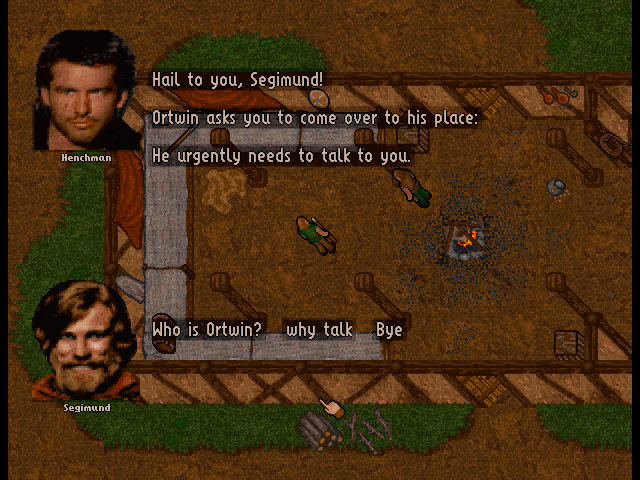 Hail to you, Segimund!
Ortwin asks you to come over to his place:
He urgently needs to talk to you.
Henchman
Who is Ortwin? why talk Bye
Segimund